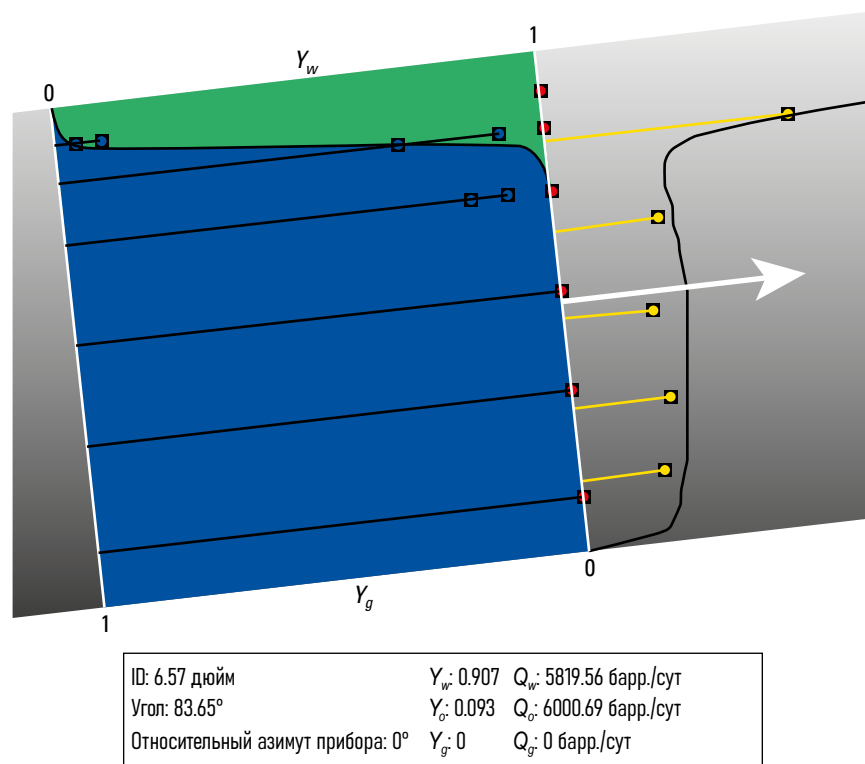 1
Y_w
0
0
Y_g
1
ID: 6.57 дюйм Y_w: 0.907 Q_w: 5819.56 барр./сут
Угол: 83.65° Y_o: 0.093 Q_o: 6000.69 барр./сут
Относительный азимут прибора: 0° Y_g: 0 Q_g: 0 барр./сут